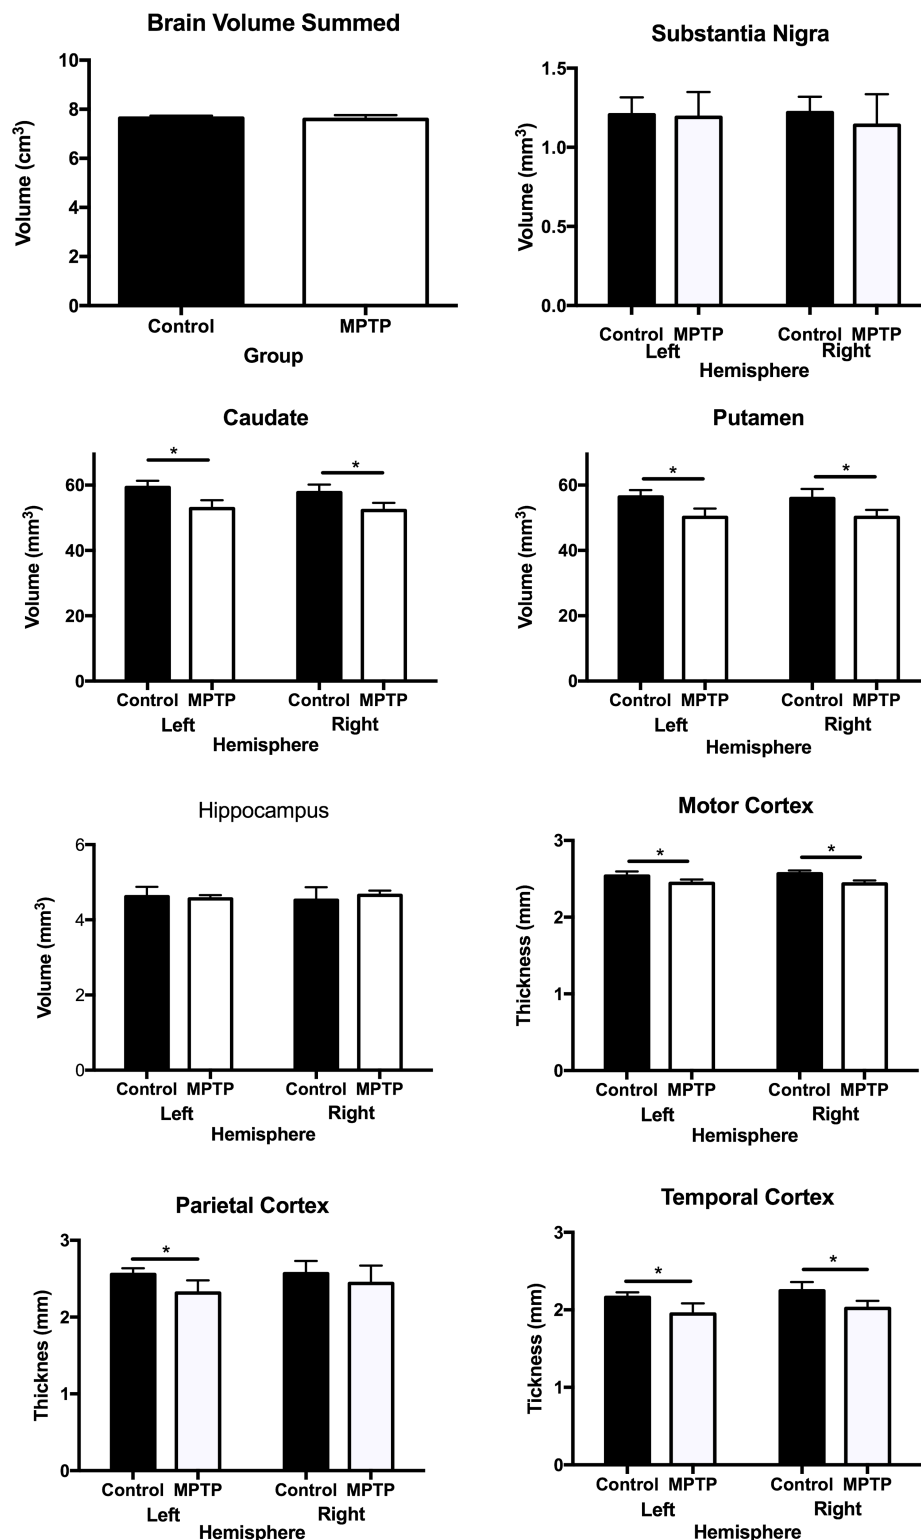 Brain Volume Summed
10
8
6
4
2
0
Volume (cm³)
Control MPTP
Group
Substantia Nigra
1.5
1.0
0.5
0.0
Volume (mm³)
Control MPTP Control MPTP
Left Right
Hemisphere
Caudate
* *
60
40
20
0
Volume (mm³)
Control MPTP Control MPTP
Left Right
Hemisphere
Putamen
* *
60
40
20
0
Volume (mm³)
Control MPTP Control MPTP
Left Right
Hemisphere
Hippocampus
6
4
2
0
Volume (mm³)
Control MPTP Control MPTP
Left Right
Hemisphere
Motor Cortex
3
2
1
0
* *
Thickness (mm)
Control MPTP Control MPTP
Left Right
Hemisphere
Parietal Cortex
3
2
1
0
*
Thicknes (mm)
Control MPTP Control MPTP
Left Right
Hemisphere
Temporal Cortex
3
2
1
0
* *
Tickness (mm)
Control MPTP Control MPTP
Left Right
Hemisphere